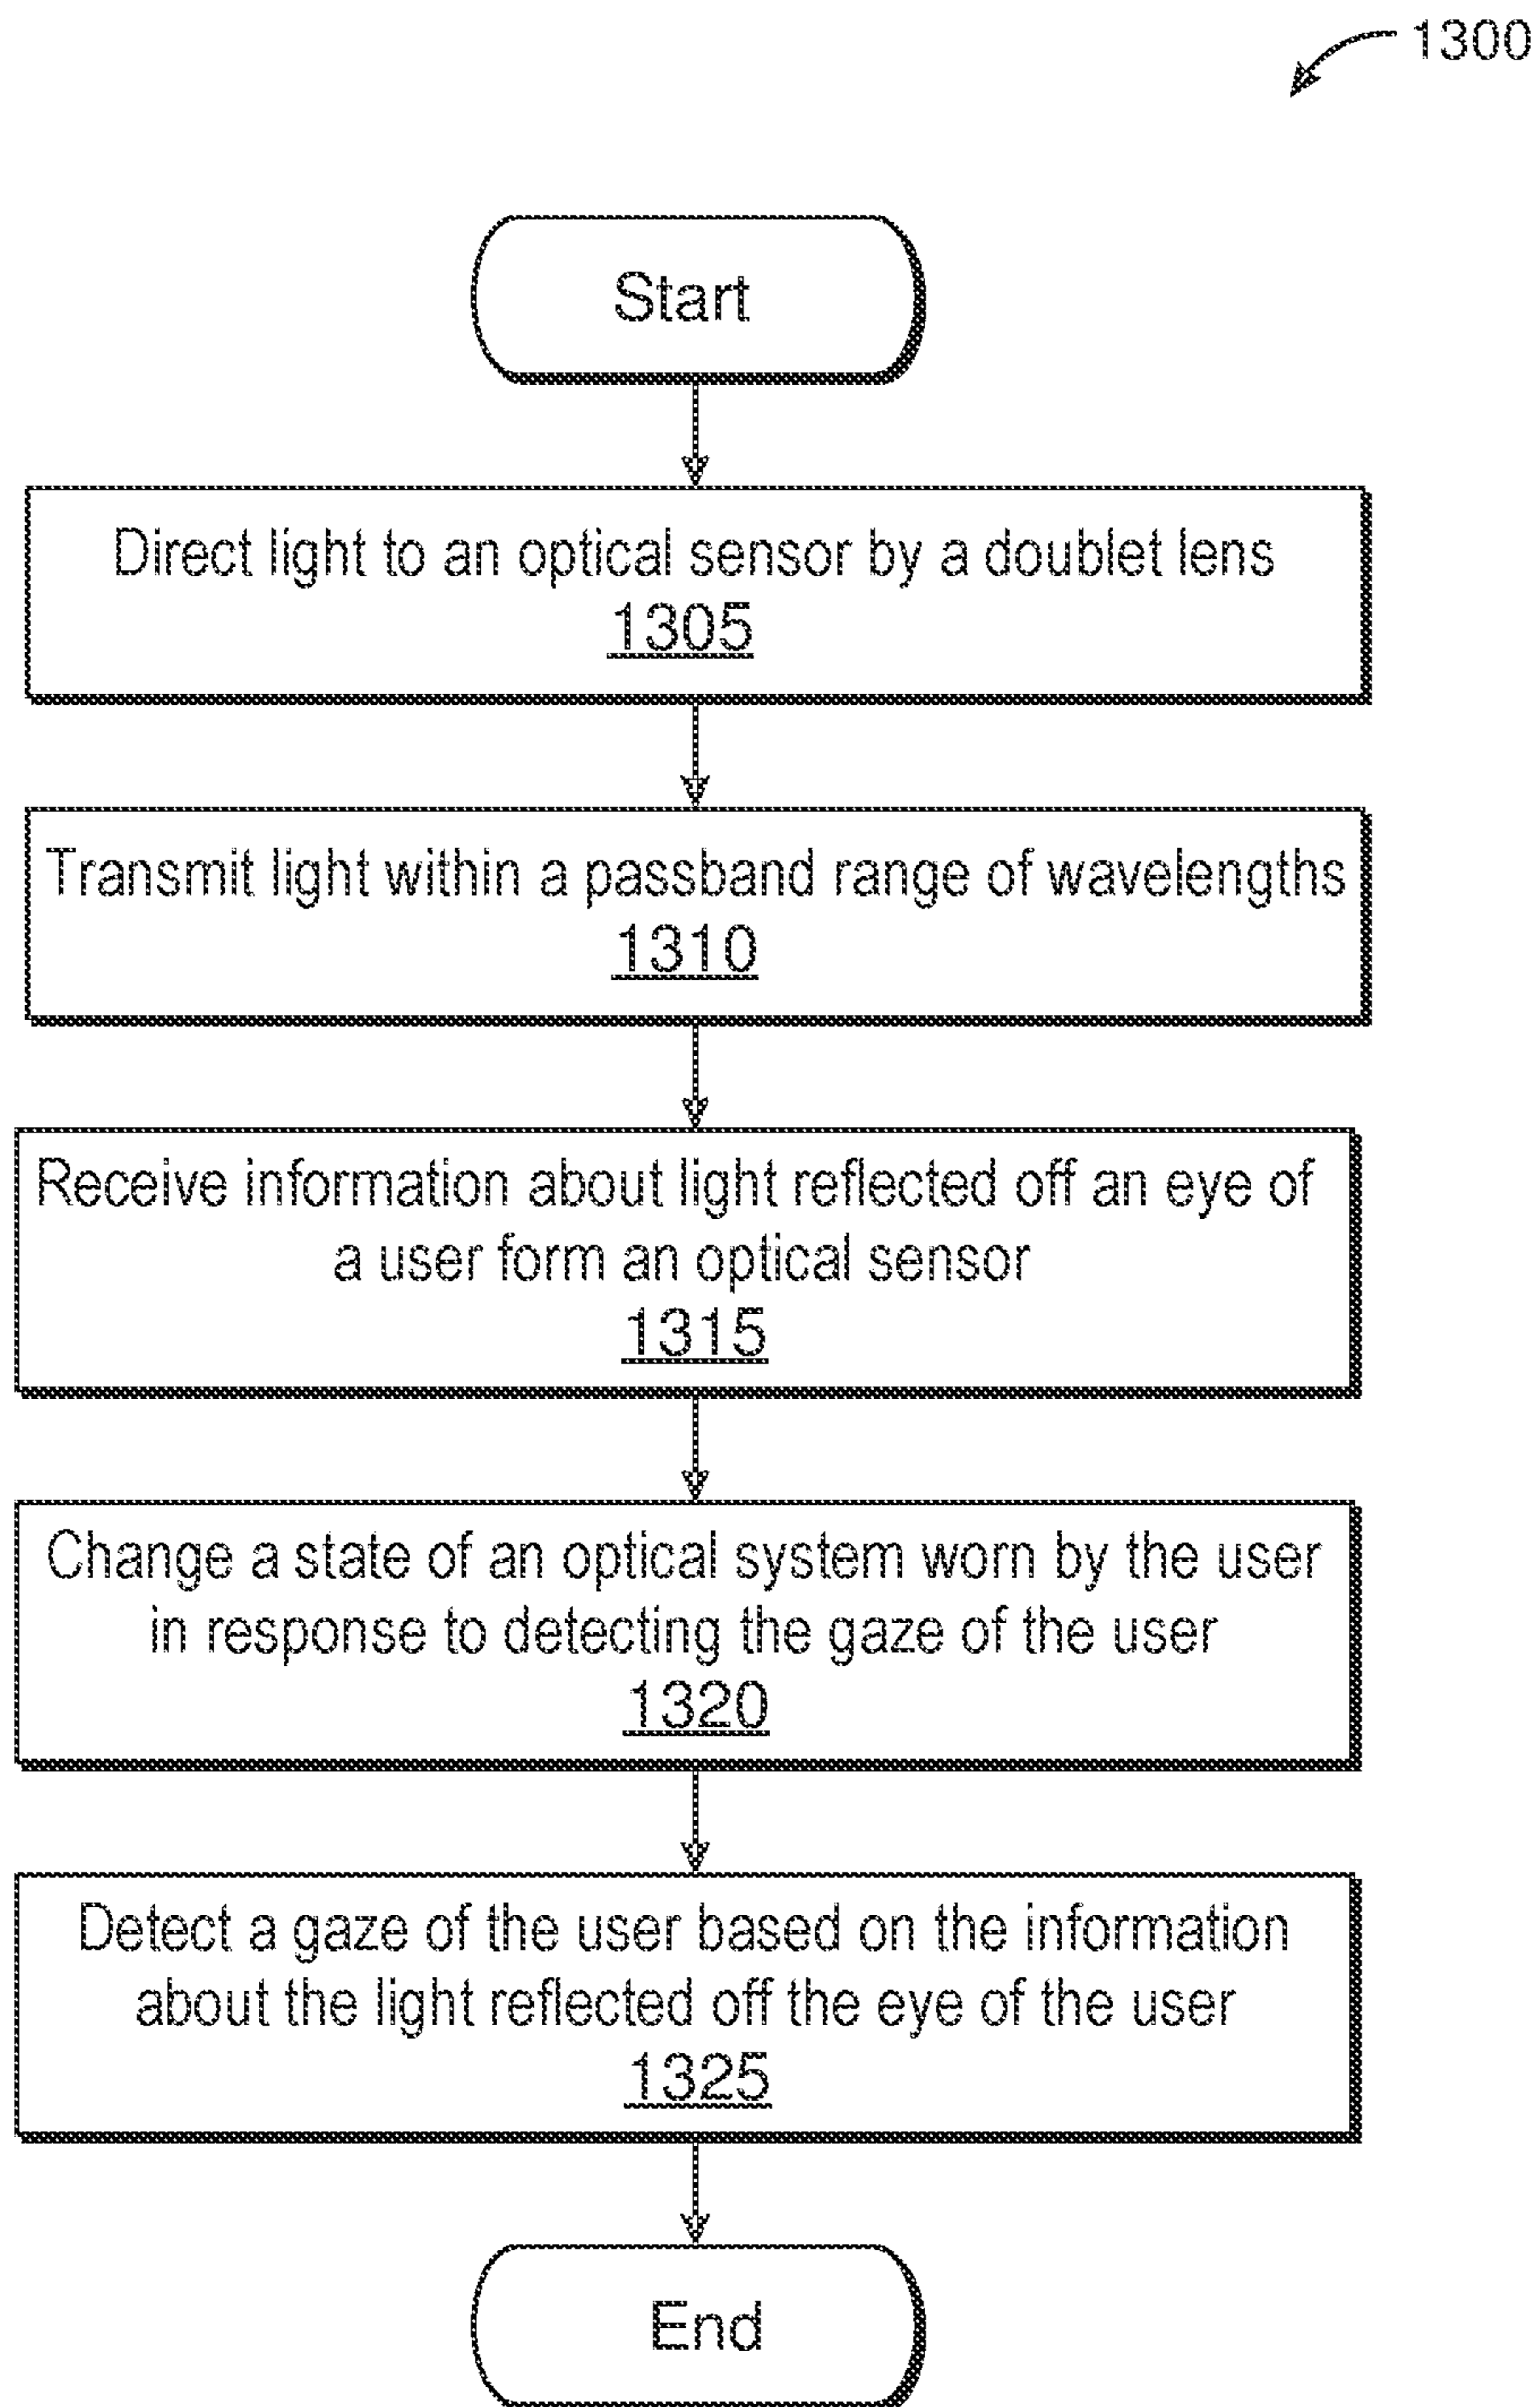 1300
Start
Direct light to an optical sensor by a doublet lens
1305
Transmit light within a passband range of wavelengths
1310
Receive information about light reflected off an eye of
a user form an optical sensor
1315
Change a state of an optical system worn by the user
in response to detecting the gaze of the user
1320
Detect a gaze of the user based on the information
about the light reflected off the eye of the user
1325
End